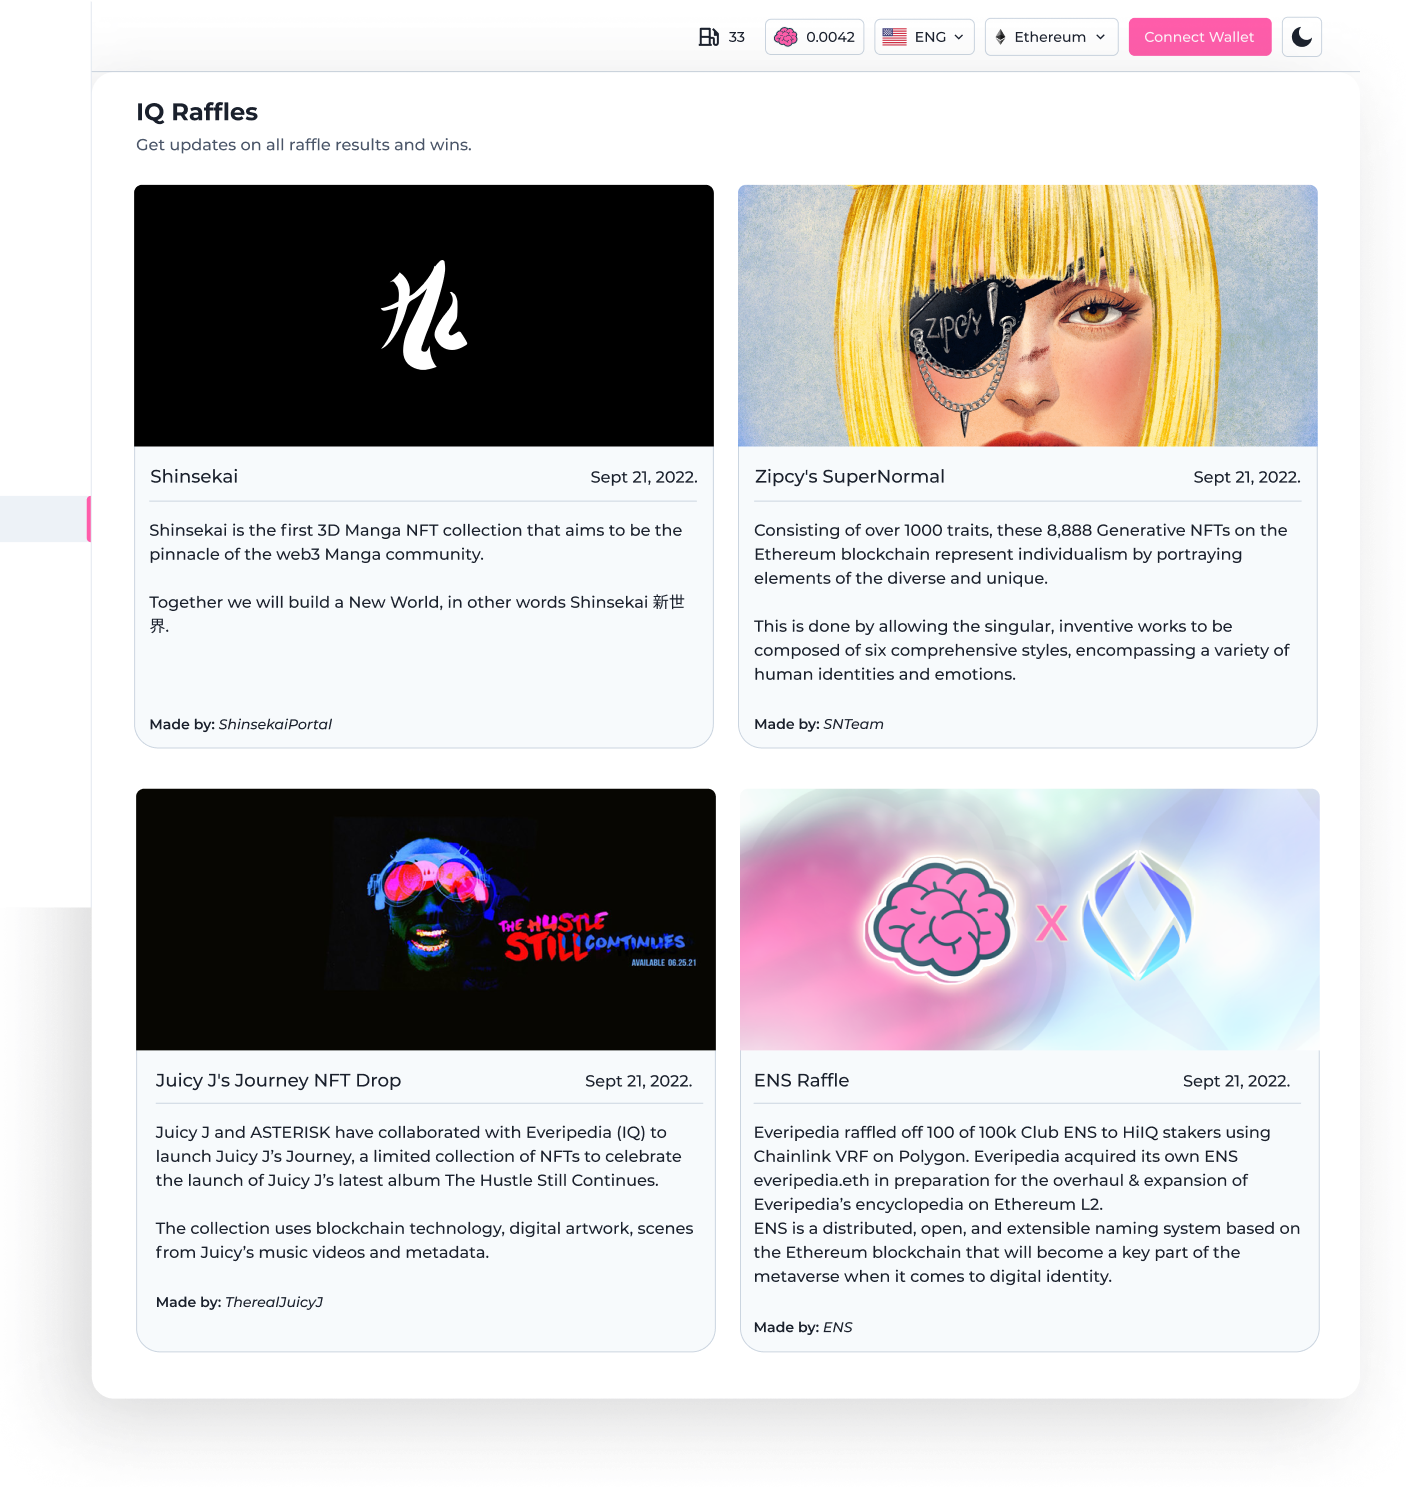 33
0.0042
ENG
Ethereum
Connect Wallet
IQ Raffles
Get updates on all raffle results and wins.
Shinsekai
Sept 21, 2022.
Shinsekai is the first 3D Manga NFT collection that aims to be the
pinnacle of the web3 Manga community.
Together we will build a New World, in other words Shinsekai 新世
界.
Made by: ShinsekaiPortal
ZIPCY
Zipcy's SuperNormal
Sept 21, 2022.
Consisting of over 1000 traits, these 8,888 Generative NFTs on the
Ethereum blockchain represent individualism by portraying
elements of the diverse and unique.
This is done by allowing the singular, inventive works to be
composed of six comprehensive styles, encompassing a variety of
human identities and emotions.
Made by: SNTeam
THE HUSTLE
STILL CONTINUES
AVAILABLE 06.25.21
Juicy J's Journey NFT Drop
Sept 21, 2022.
Juicy J and ASTERISK have collaborated with Everipedia (IQ) to
launch Juicy J’s Journey, a limited collection of NFTs to celebrate
the launch of Juicy J’s latest album The Hustle Still Continues.
The collection uses blockchain technology, digital artwork, scenes
from Juicy’s music videos and metadata.
Made by: TherealJuicyJ
X
ENS Raffle
Sept 21, 2022.
Everipedia raffled off 100 of 100k Club ENS to HiIQ stakers using
Chainlink VRF on Polygon. Everipedia acquired its own ENS
everipedia.eth in preparation for the overhaul & expansion of
Everipedia’s encyclopedia on Ethereum L2.
ENS is a distributed, open, and extensible naming system based on
the Ethereum blockchain that will become a key part of the
metaverse when it comes to digital identity.
Made by: ENS